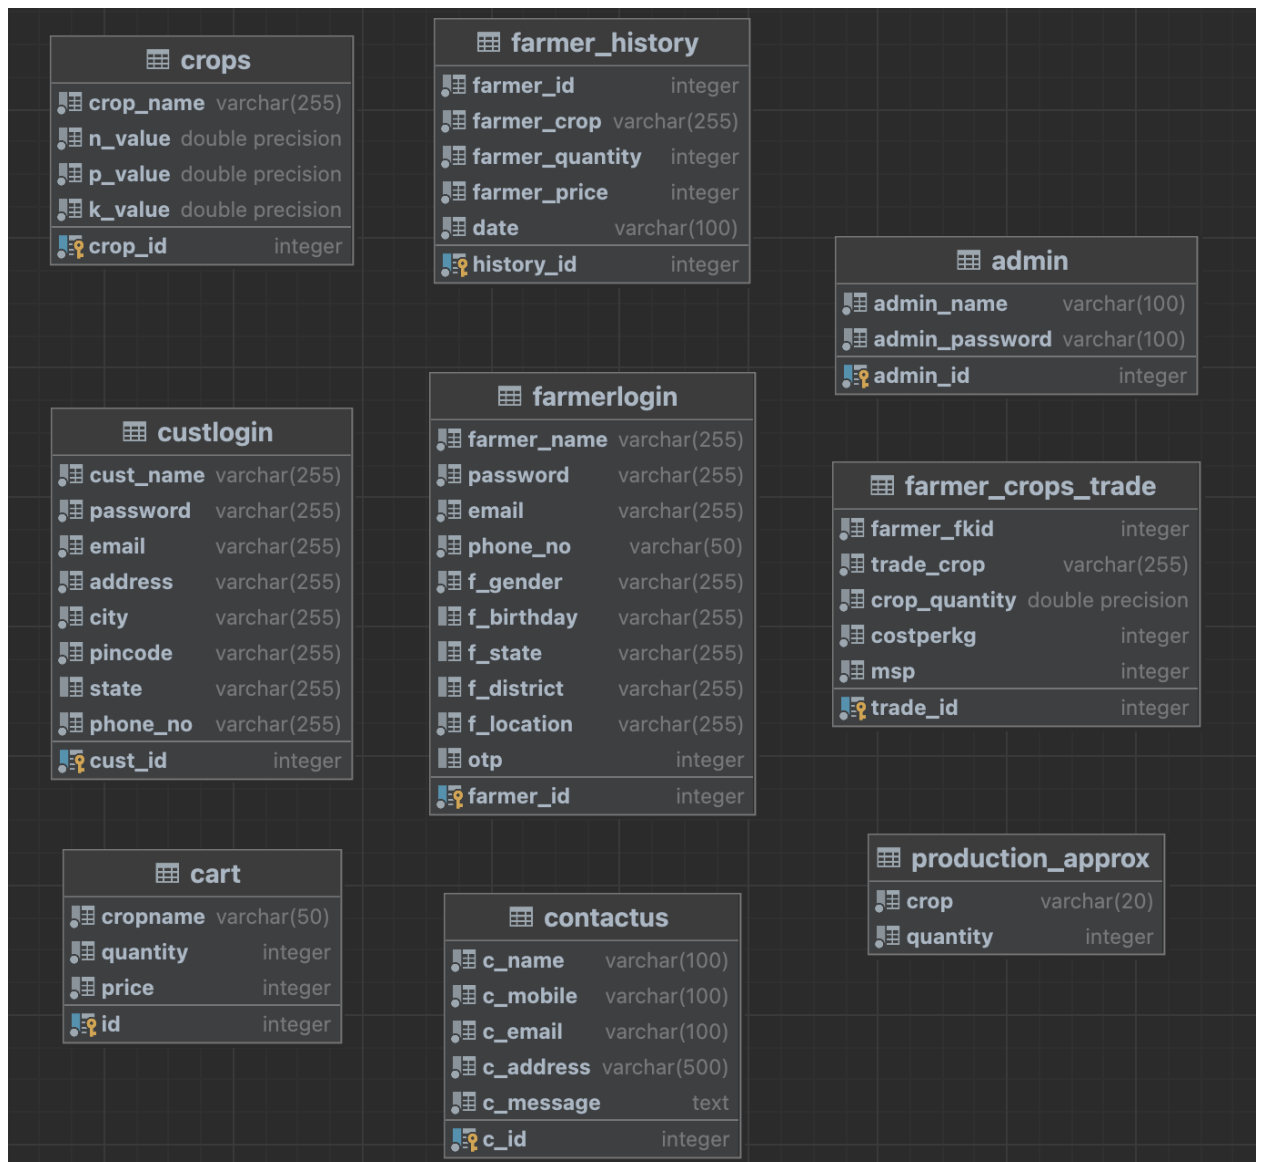 crops
crop_name varchar(255)
n_value double precision
p_value double precision
k_value double precision
crop_id integer
farmer_history
farmer_id integer
farmer_crop varchar(255)
farmer_quantity integer
farmer_price integer
date varchar(100)
history_id integer
admin
admin_name varchar(100)
admin_password varchar(100)
admin_id integer
custlogin
cust_name varchar(255)
password varchar(255)
email varchar(255)
address varchar(255)
city varchar(255)
pincode varchar(255)
state varchar(255)
phone_no varchar(255)
cust_id integer
farmerlogin
farmer_name varchar(255)
password varchar(255)
email varchar(255)
phone_no varchar(50)
f_gender varchar(255)
f_birthday varchar(255)
f_state varchar(255)
f_district varchar(255)
f_location varchar(255)
otp integer
farmer_id integer
farmer_crops_trade
farmer_fkid integer
trade_crop varchar(255)
crop_quantity double precision
costperkg integer
msp integer
trade_id integer
cart
cropname varchar(50)
quantity integer
price integer
id integer
contactus
c_name varchar(100)
c_mobile varchar(100)
c_email varchar(100)
c_address varchar(500)
c_message text
c_id integer
production_approx
crop varchar(20)
quantity integer